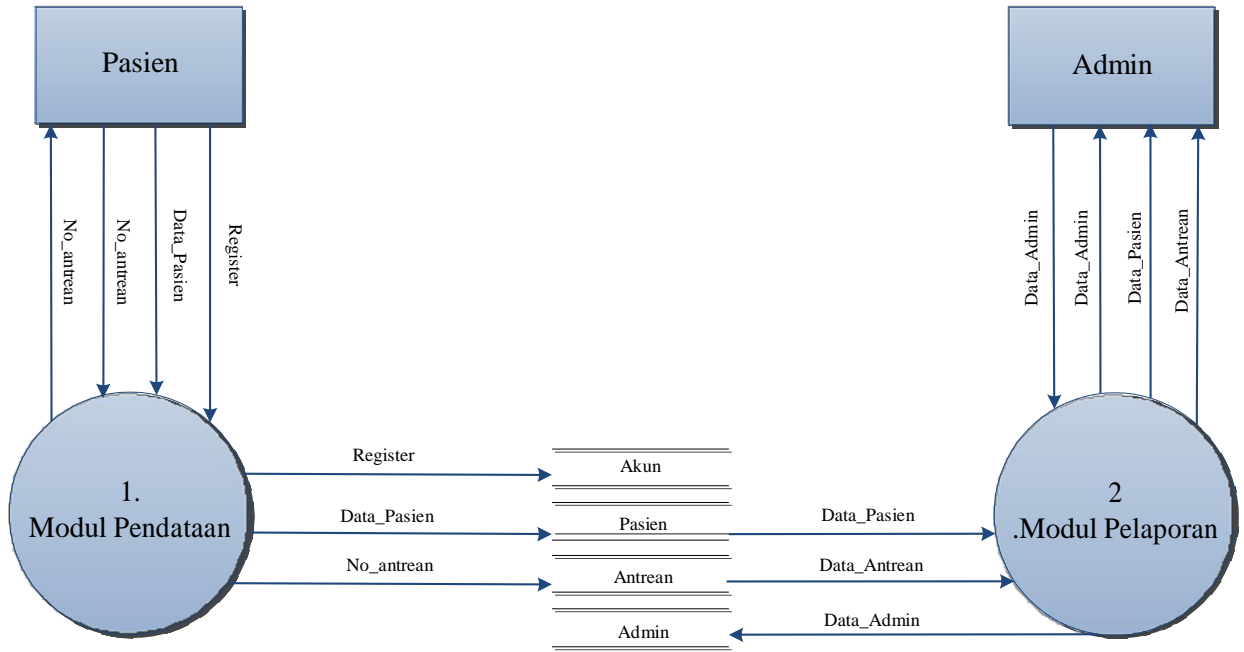 Pasien
Admin
No_antrean
No_antrean
Data_Pasien
Register
Data_Admin
Data_Admin
Data_Pasien
Data_Antrean
1.
Modul Pendataan
Register
Data_Pasien
No_antrean
Akun
Pasien
Antrean
Admin
Data_Pasien
Data_Antrean
Data_Admin
2
.Modul Pelaporan